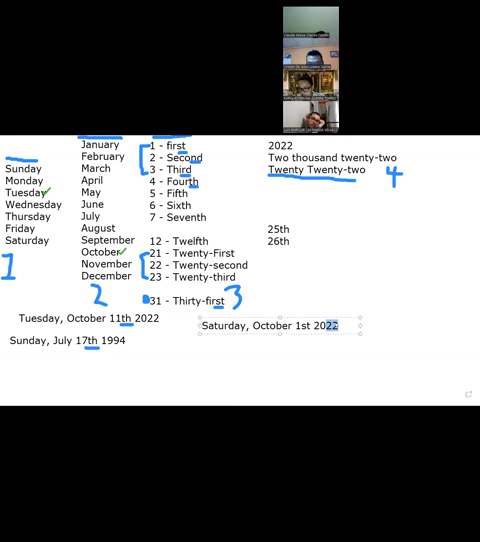 Sunday
Monday
Tuesday
Wednesday
Thursday
Friday
Saturday
1
January
February
March
April
May
June
July
August
September
October
November
December
2
1 - first
2 - Second
3 - Third
4 - Fourth
5 - Fifth
6 - Sixth
7 - Seventh
12 - Twelfth
21 - Twenty-First
22 - Twenty-second
23 - Twenty-third
31 - Thirty-first
3
2022
Two thousand twenty-two
Twenty Twenty-two
4
25th
26th
Tuesday, October 11th 2022
Saturday, October 1st 2022
Sunday, July 17th 1994